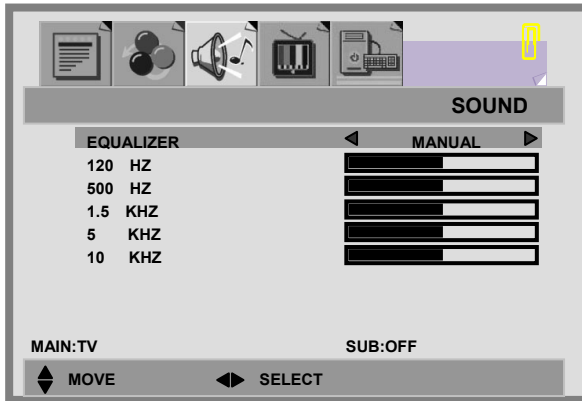 SOUND
EQUALIZER MANUAL
120 HZ
500 HZ
1.5 KHZ
5 KHZ
10 KHZ
MAIN:TV SUB:OFF
MOVE SELECT